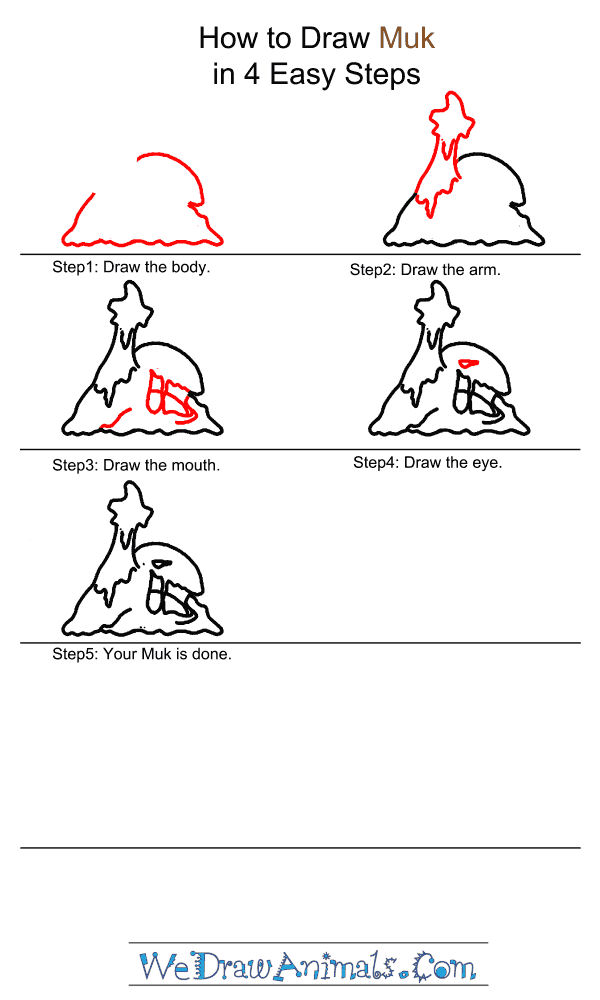 How to Draw Muk
in 4 Easy Steps
Step1: Draw the body.
Step2: Draw the arm.
Step3: Draw the mouth.
Step4: Draw the eye.
Step5: Your Muk is done.
WeDrawAnimals.Com